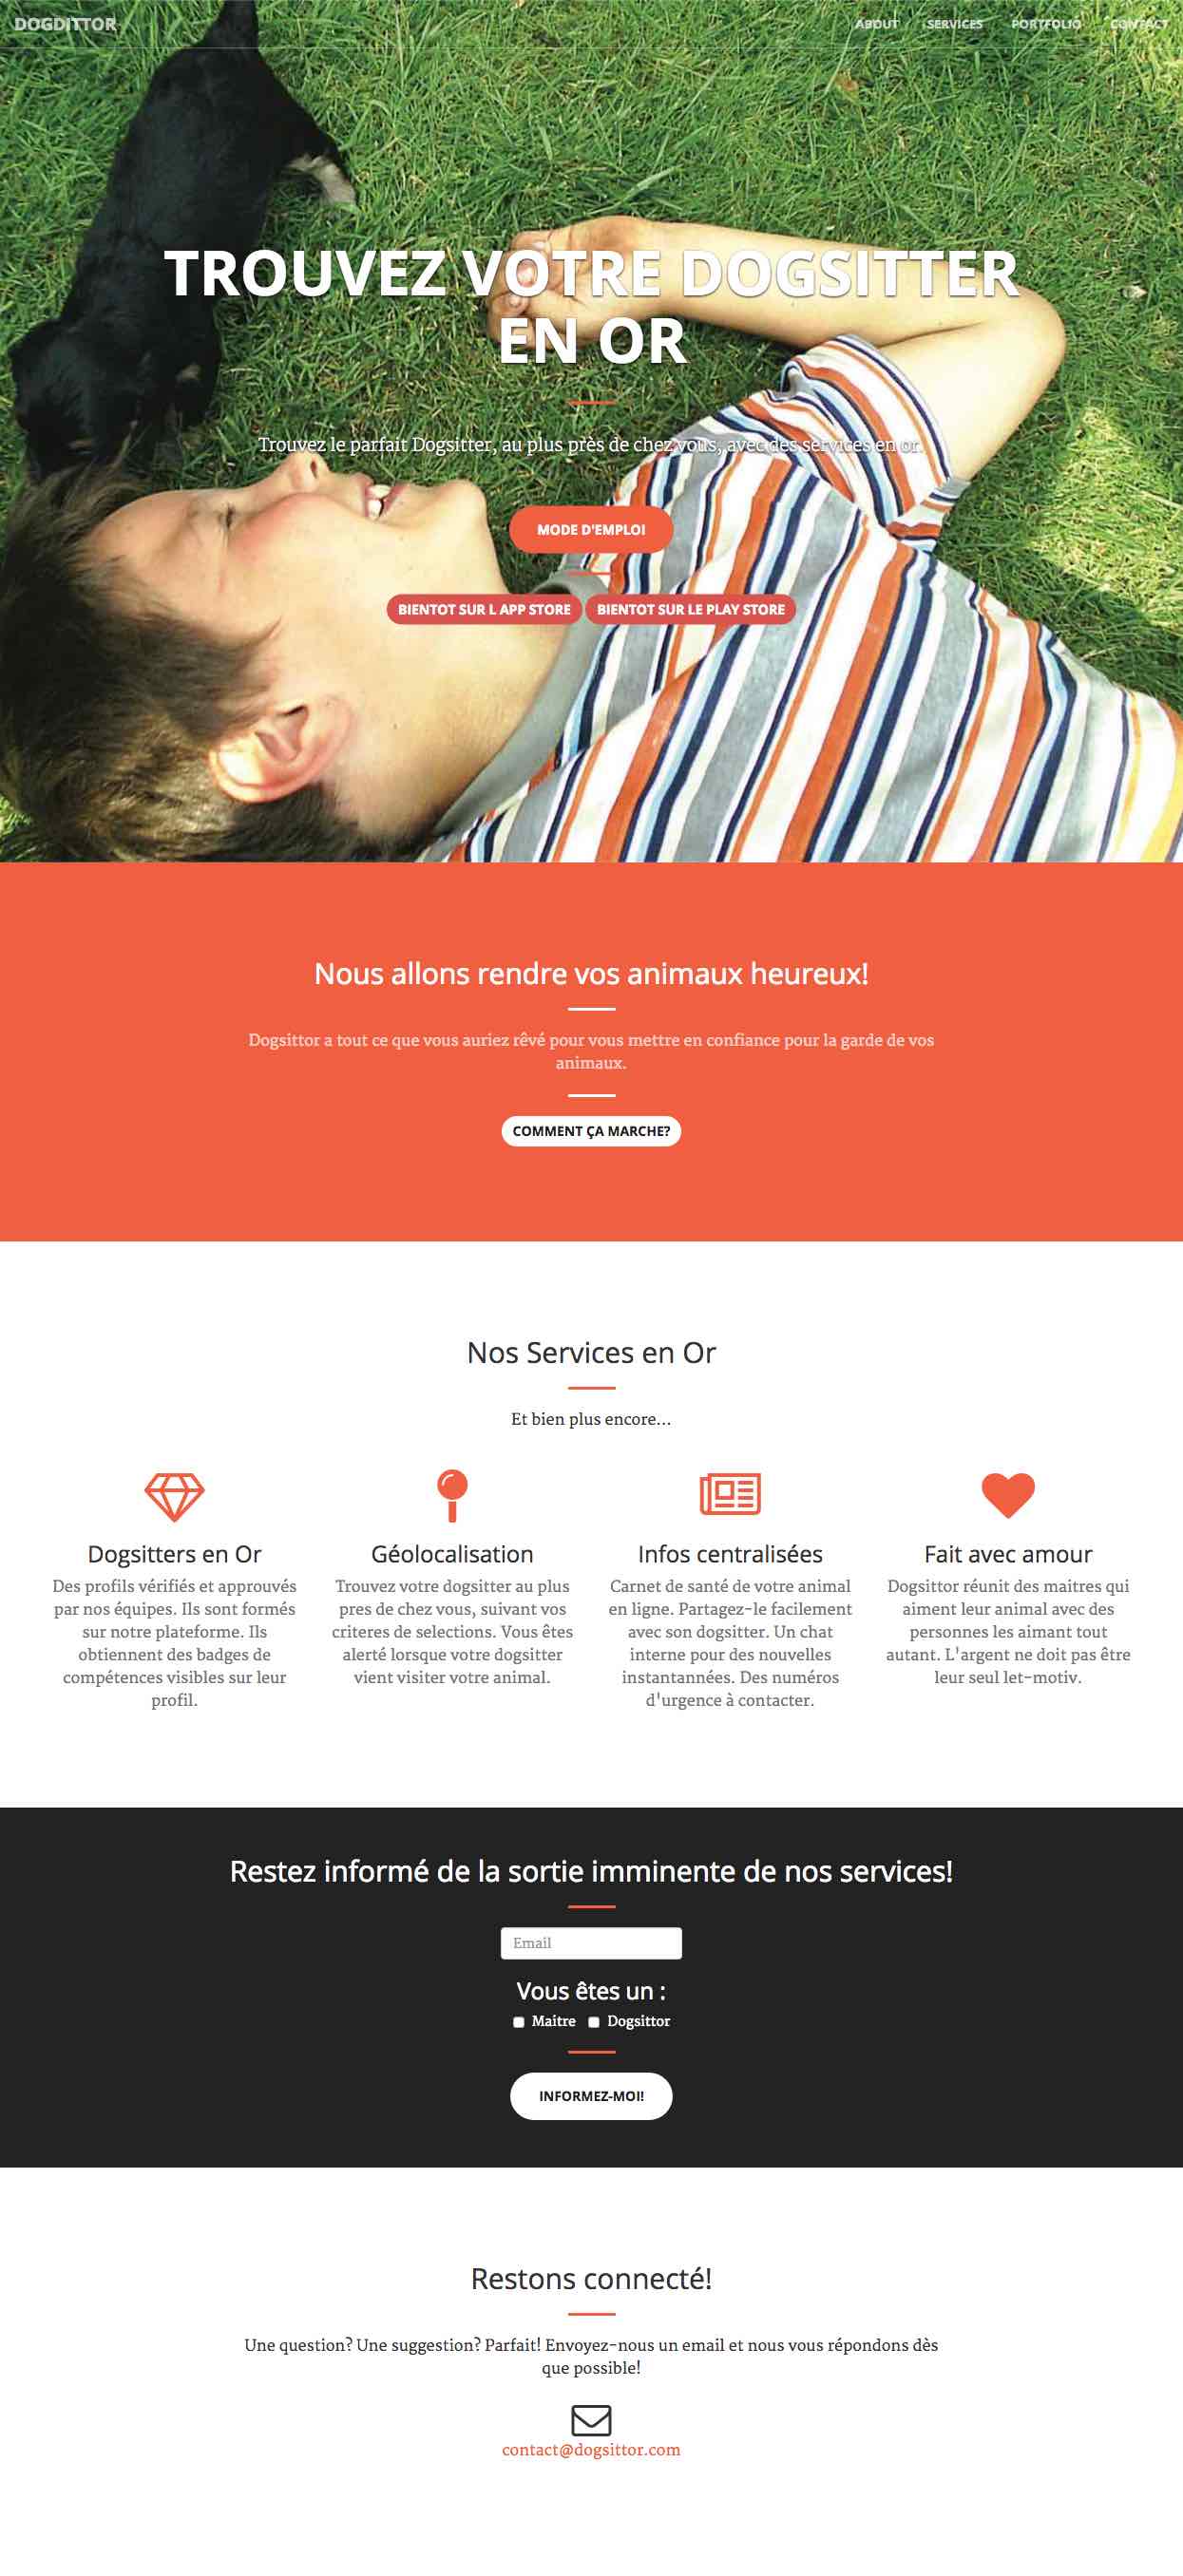 DOGDITTOR
ABOUT SERVICES PORTFOLIO CONTACT
TROUVEZ VOTRE DOGSITTER
EN OR
Trouvez le parfait Dogsitter, au plus près de chez vous, avec des services en or.
MODE D'EMPLOI
BIENTOT SUR L APP STORE BIENTOT SUR LE PLAY STORE
Nous allons rendre vos animaux heureux!
Dogsittor a tout ce que vous auriez rêvé pour vous mettre en confiance pour la garde de vos
animaux.
COMMENT ÇA MARCHE?
Nos Services en Or
Et bien plus encore...
Dogsitters en Or
Des profils vérifiés et approuvés
par nos équipes. Ils sont formés
sur notre plateforme. Ils
obtiennent des badges de
compétences visibles sur leur
profil.
Géolocalisation
Trouvez votre dogsitter au plus
pres de chez vous, suivant vos
criteres de selections. Vous êtes
alerté lorsque votre dogsitter
vient visiter votre animal.
Infos centralisées
Carnet de santé de votre animal
en ligne. Partagez-le facilement
avec son dogsitter. Un chat
interne pour des nouvelles
instantannées. Des numéros
d'urgence à contacter.
Fait avec amour
Dogsittor réunit des maitres qui
aiment leur animal avec des
personnes les aimant tout
autant. L'argent ne doit pas être
leur seul let-motiv.
Restez informé de la sortie imminente de nos services!
Email
Vous êtes un :
Maitre Dogsittor
INFORMEZ-MOI!
Restons connecté!
Une question? Une suggestion? Parfait! Envoyez-nous un email et nous vous répondons dès
que possible!
contact@dogsittor.com